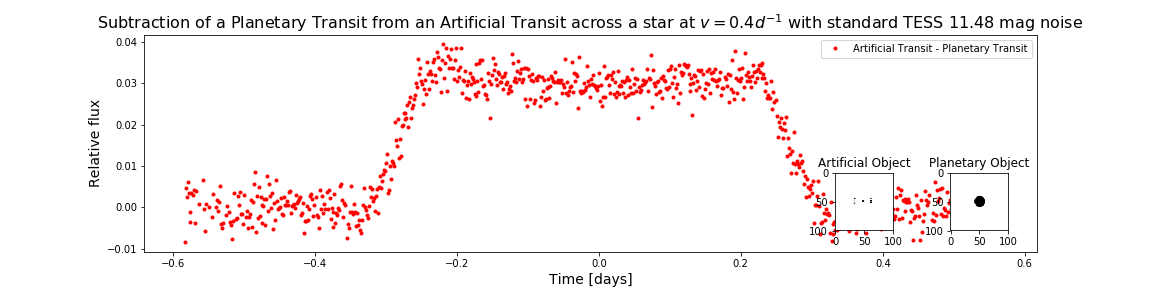 Subtraction of a Planetary Transit from an Artificial Transit across a star at v = 0.4d⁻¹ with standard TESS 11.48 mag noise
0.04
0.03
0.02
0.01
0.00
−0.01
Relative flux
Artificial Transit - Planetary Transit
Artificial Object
0
50
100
0 50 100
Planetary Object
0
50
100
0 50 100
−0.6 −0.4 −0.2 0.0 0.2 0.4 0.6
Time [days]